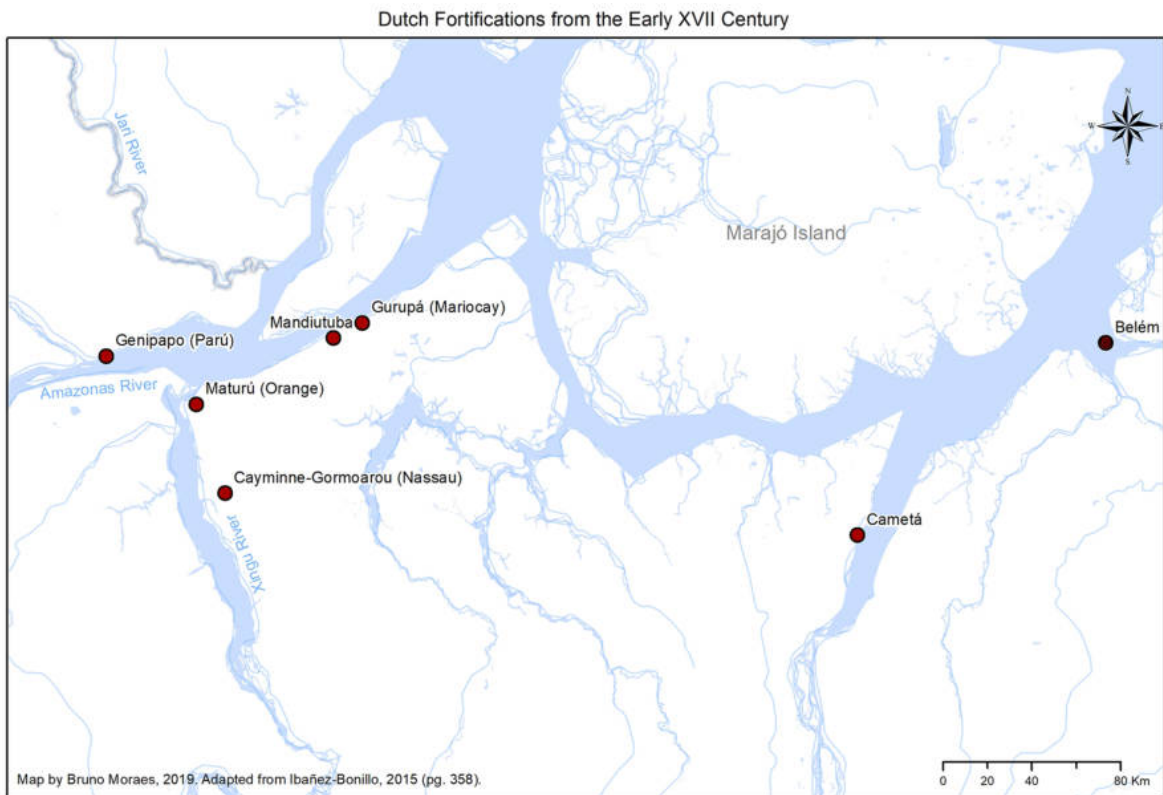 Dutch Fortifications from the Early XVII Century
N
W
E
S
Jari River
Marajó Island
Gurupá (Mariocay)
Mandiutuba
Genipapo (Parú)
Belém
Amazonas River
Maturú (Orange)
Cayminne-Gormoarou (Nassau)
Xingu River
Cametá
Map by Bruno Moraes, 2019. Adapted from Ibañez-Bonillo, 2015 (pg. 358).
0 20 40 80 Km